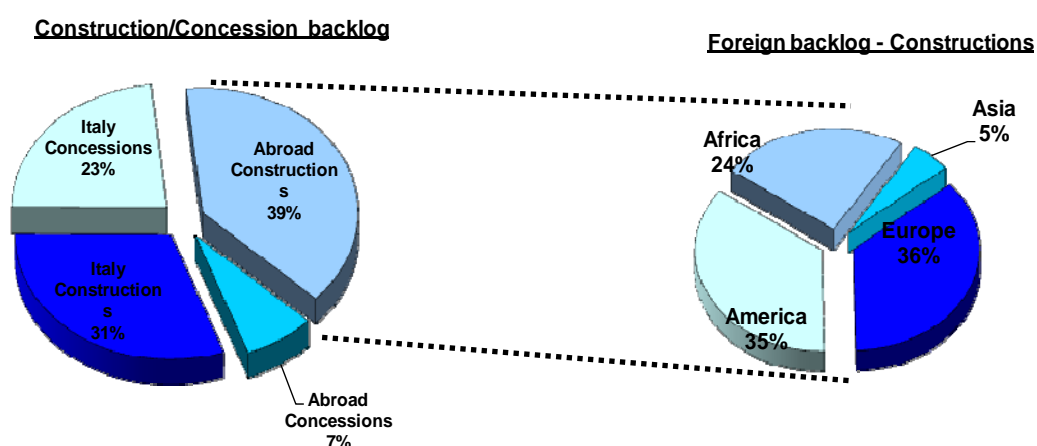 Construction/Concession backlog
Foreign backlog - Constructions
Italy
Concessions
23%
Abroad
Construction
s
39%
Italy
Construction
s
31%
Abroad
Concessions
7%
Africa
24%
Asia
5%
Europe
36%
America
35%